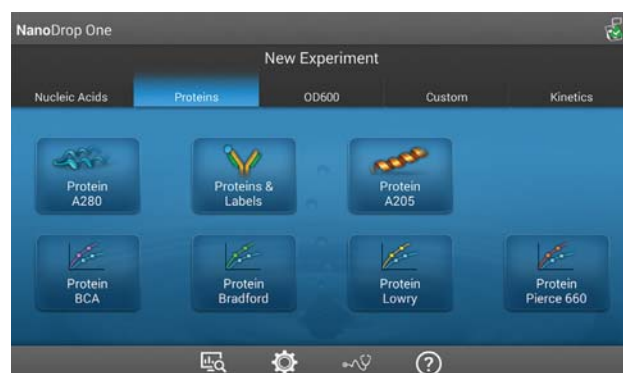 NanoDrop One
New Experiment
Nucleic Acids
Proteins
OD600
Custom
Kinetics
Protein
A280
Proteins &
Labels
Protein
A205
Protein
BCA
Protein
Bradford
Protein
Lowry
Protein
Pierce 660
?